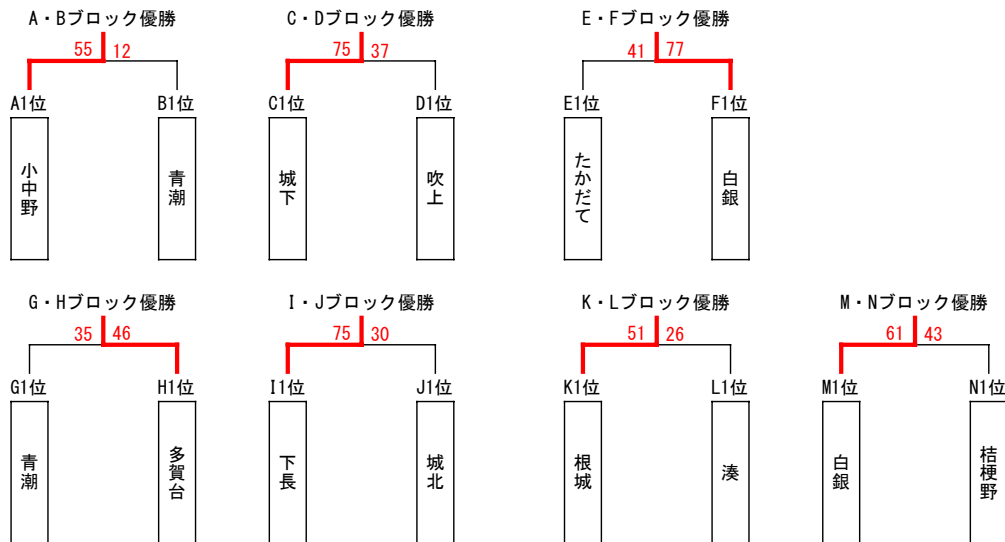 A・Bブロック優勝
C・Dブロック優勝
E・Fブロック優勝
55 12
75 37
41 77
A1位
B1位
C1位
D1位
E1位
F1位
小中野
青潮
城下
吹上
たかだて
白銀
G・Hブロック優勝
I・Jブロック優勝
K・Lブロック優勝
M・Nブロック優勝
35 46
75 30
51 26
61 43
G1位
H1位
I1位
J1位
K1位
L1位
M1位
N1位
青潮
多賀台
下長
城北
根城
湊
白銀
桔梗野